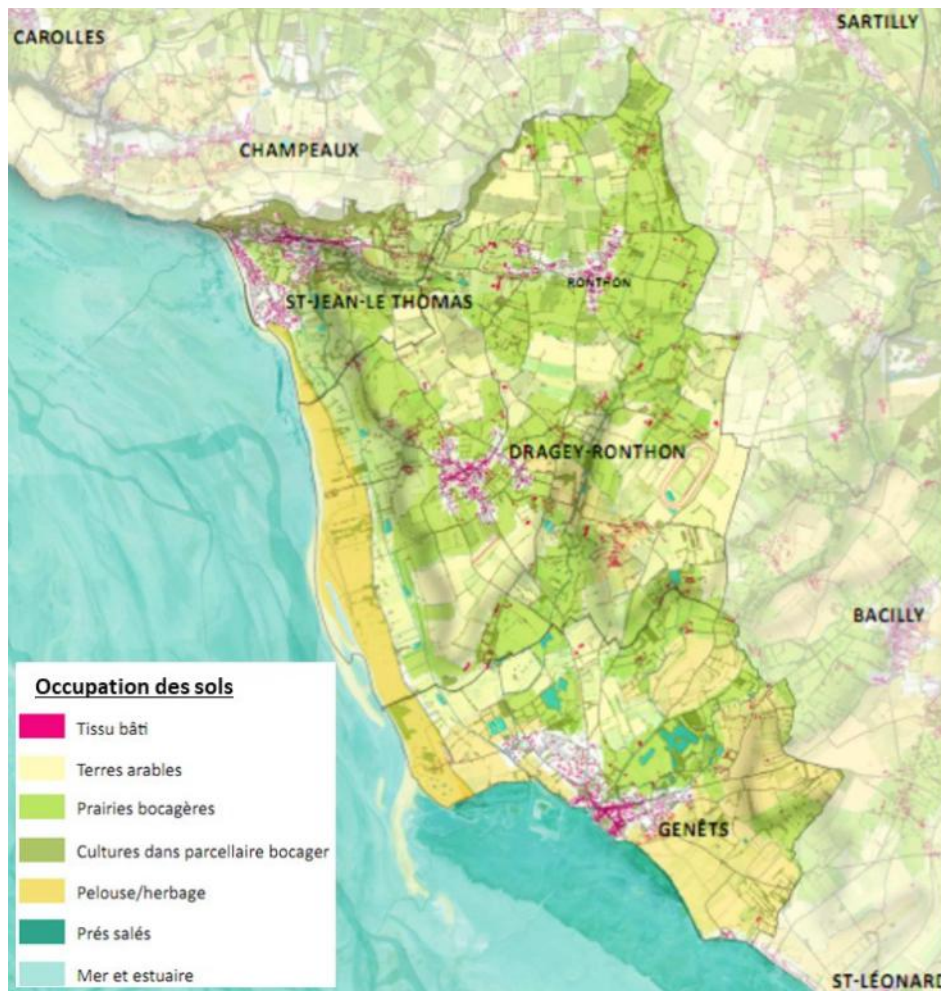 CAROLLES
SARTILLY
CHAMPEAUX
RONTHON
ST-JEAN-LE THOMAS
DRAGEY-RONTHON
BACILLY
GENÊTS
ST-LÉONARD
Occupation des sols
Tissu bâti
Terres arables
Prairies bocagères
Cultures dans parcellaire bocager
Pelouse/herbage
Prés salés
Mer et estuaire